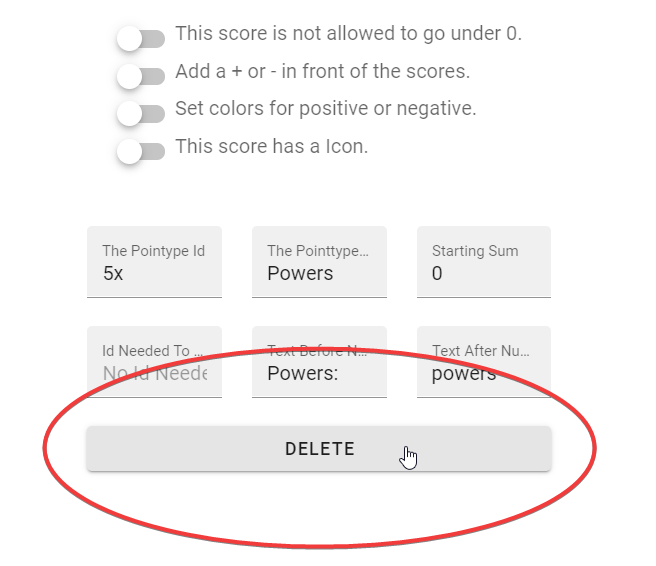 This score is not allowed to go under 0.
Add a + or - in front of the scores.
Set colors for positive or negative.
This score has a Icon.
The Pointype Id
5x
The Pointtype...
Powers
Starting Sum
0
Id Needed To ...
No Id Neede
Text Before N...
Powers:
Text After Nu...
powers
DELETE